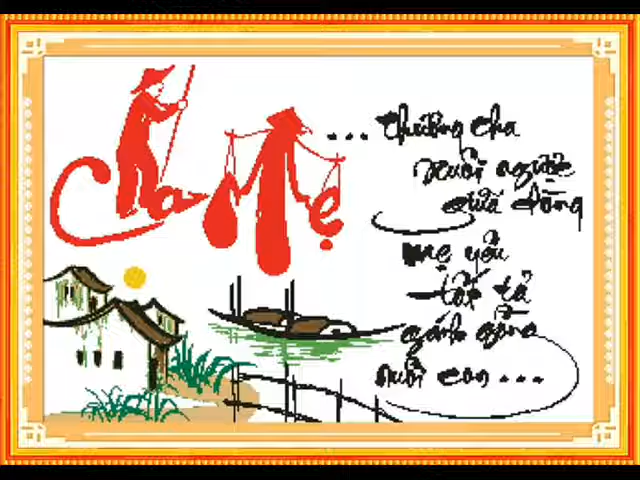 Cha Mẹ
... thương cha
xuôi ngược
giữa dòng
mẹ yêu
tất tả
gánh gồng
nuôi con ...